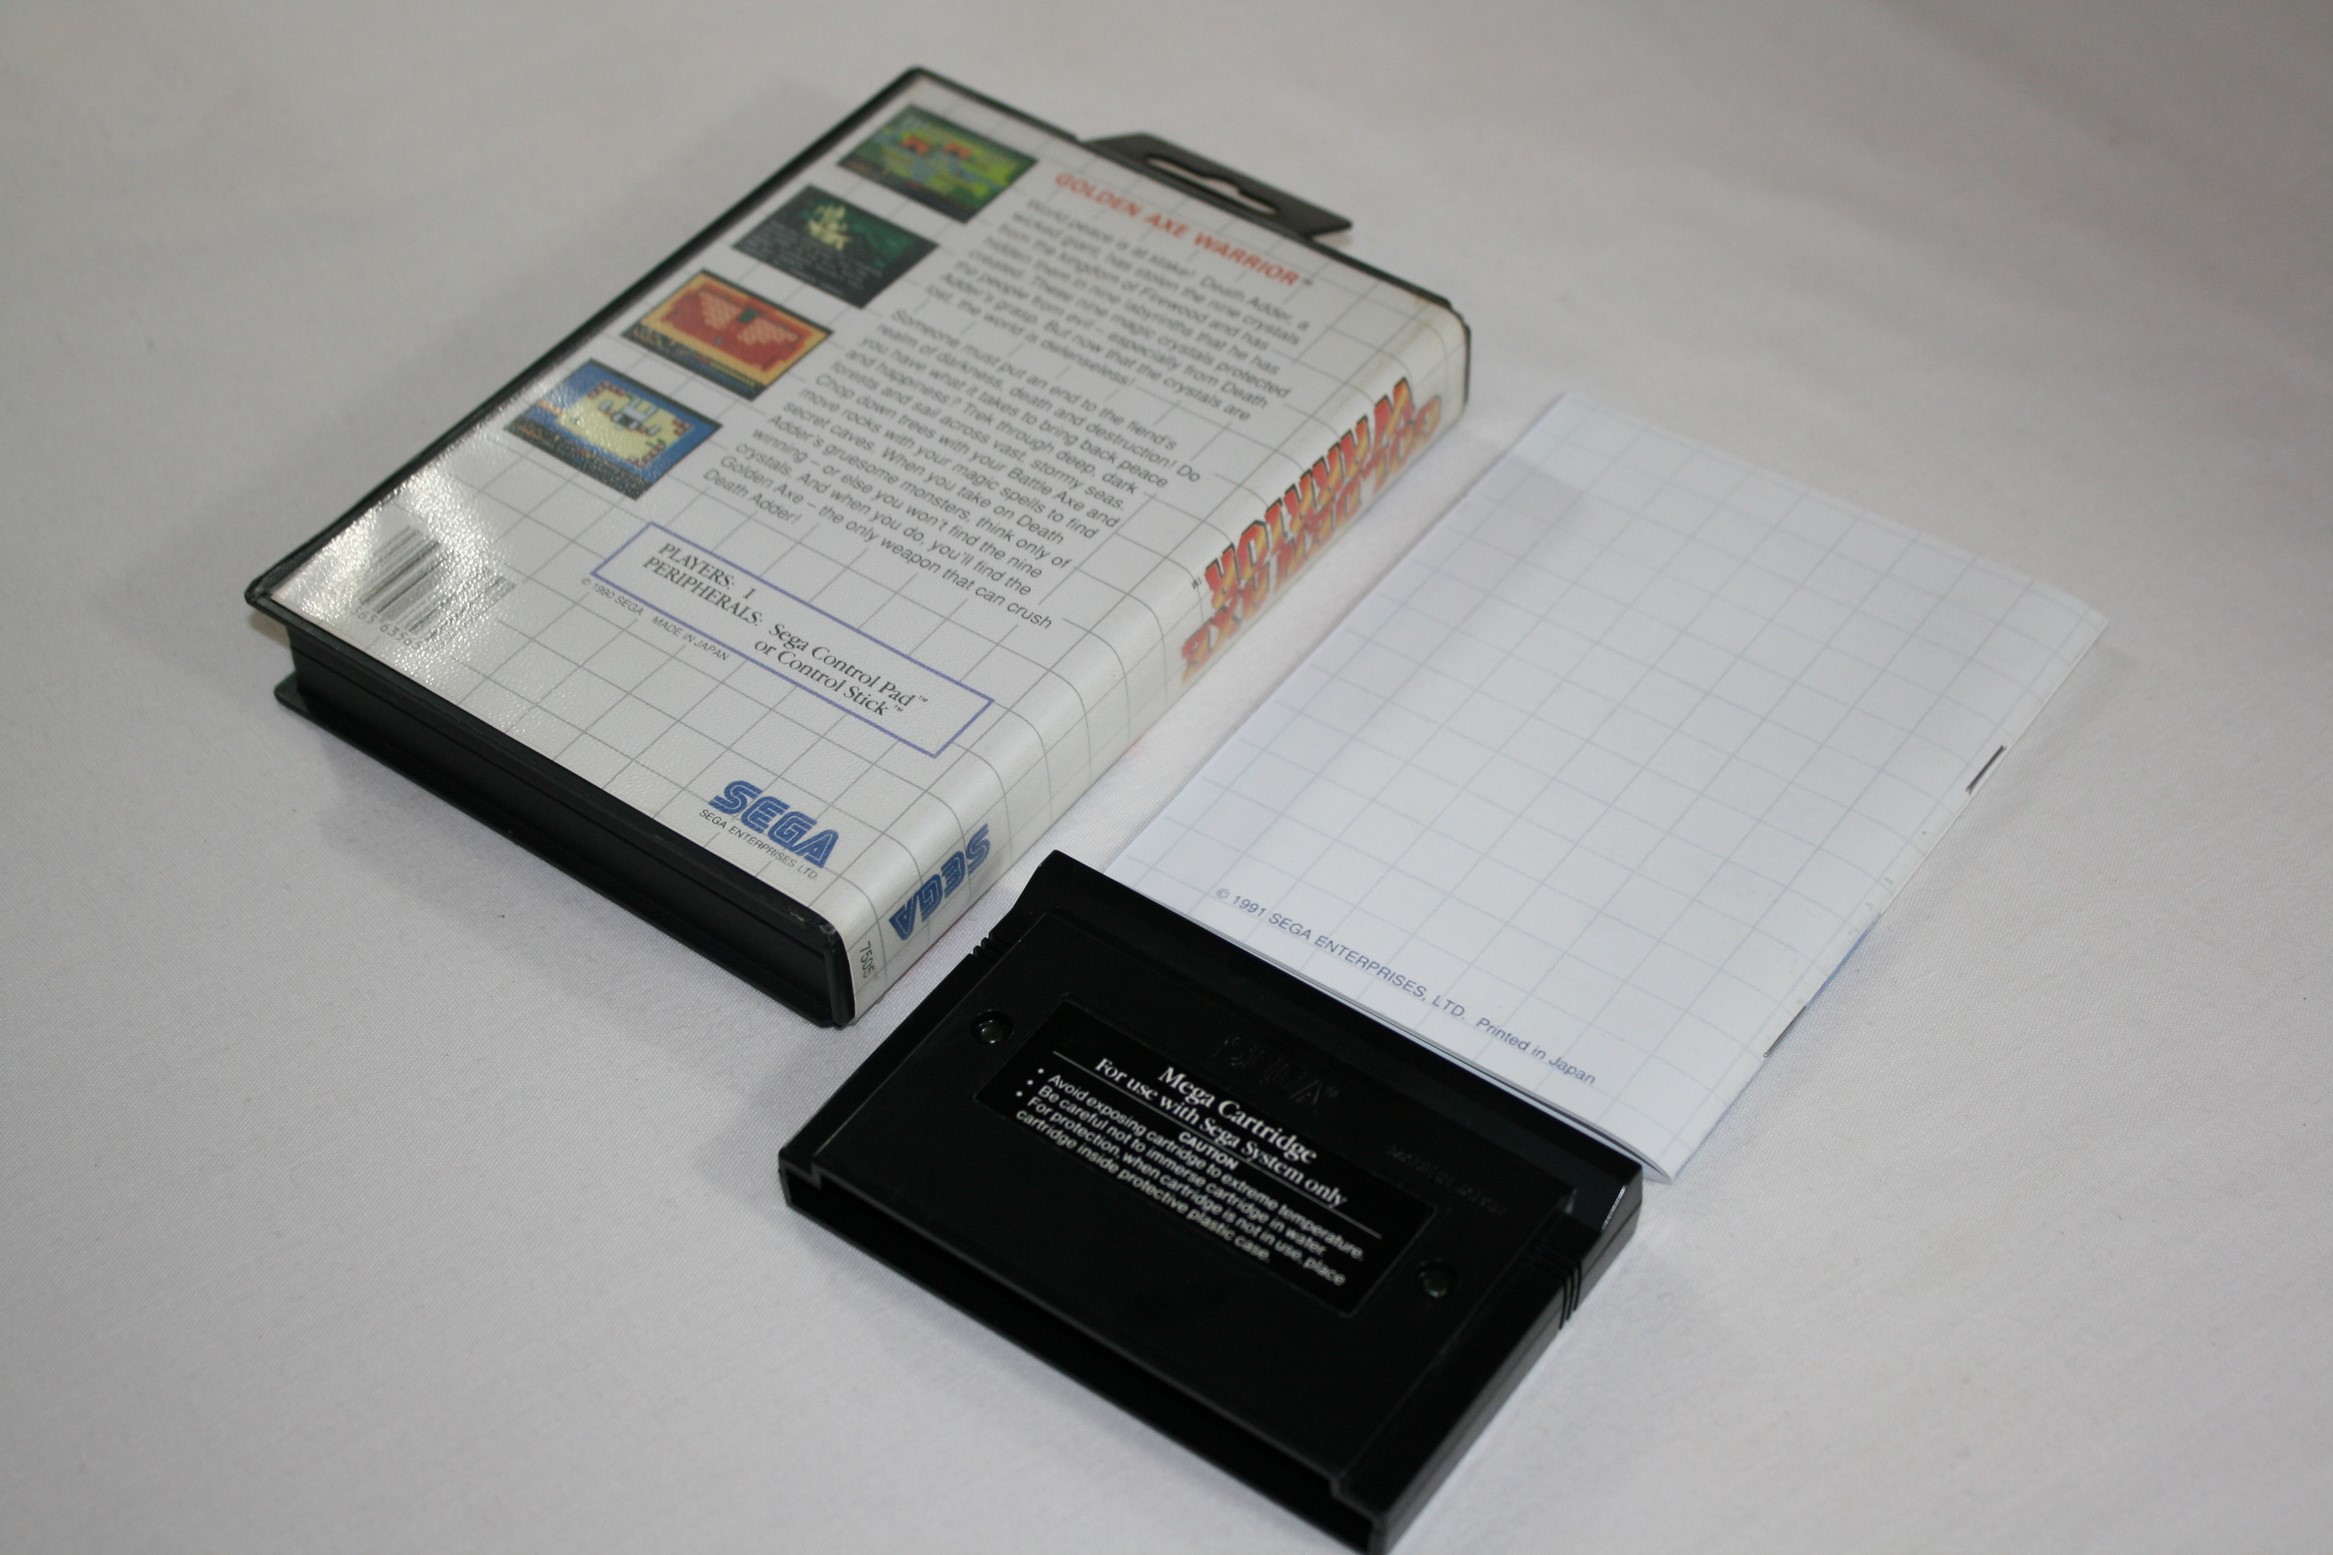 GOLDEN AXE WARRIOR™
World peace is at stake! Death Adder, a
wicked giant, has stolen the nine crystals
from the kingdom of Firewood and has
hidden them in nine labyrinths that he has
created. These nine magic crystals protected
the people from evil – especially from Death
Adder's grasp. But now that the crystals are
lost, the world is defenseless!
Someone must put an end to the fiend's
realm of darkness, death and destruction! Do
you have what it takes to bring back peace
and happiness? Trek through deep, dark
forests and sail across vast, stormy seas.
Chop down trees with your Battle Axe and
move rocks with your magic spells to find
secret caves. When you take on Death
Adder's gruesome monsters, think only of
winning – or else you won't find the nine
crystals. And when you do, you'll find the
Golden Axe – the only weapon that can crush
Death Adder!
PLAYERS: 1
PERIPHERALS: Sega Control Pad™
or Control Stick™
© 1990 SEGA MADE IN JAPAN
SEGA
SEGA ENTERPRISES, LTD.
GOLDEN AXE
WARRIOR™
SEGA
7505
© 1991 SEGA ENTERPRISES, LTD. Printed in Japan
SEGA®
Mega Cartridge
For use with Sega System only
CAUTION
• Avoid exposing cartridge to extreme temperature.
• Be careful not to immerse cartridge in water.
• For protection, when cartridge is not in use, place
cartridge inside protective plastic case.